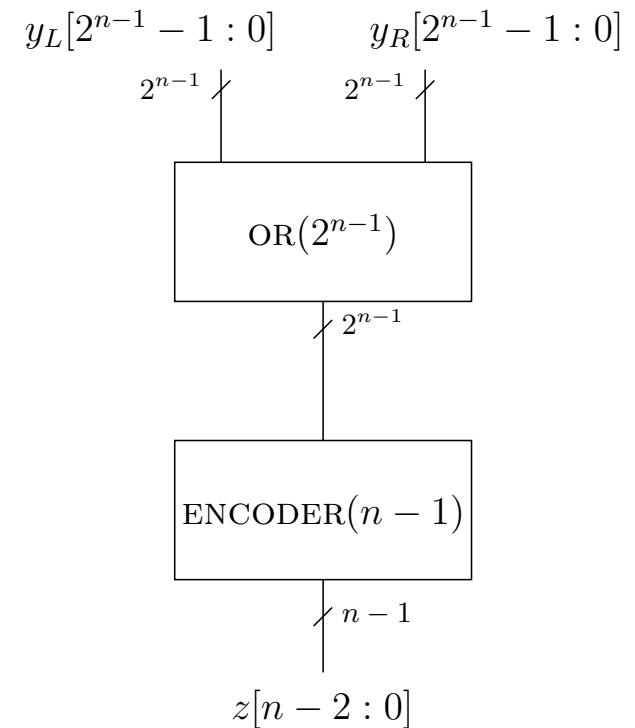 y_L[2^{n-1} - 1 : 0] y_R[2^{n-1} - 1 : 0]
2^{n-1} 2^{n-1}
OR(2^{n-1})
2^{n-1}
ENCODER(n - 1)
n - 1
z[n - 2 : 0]